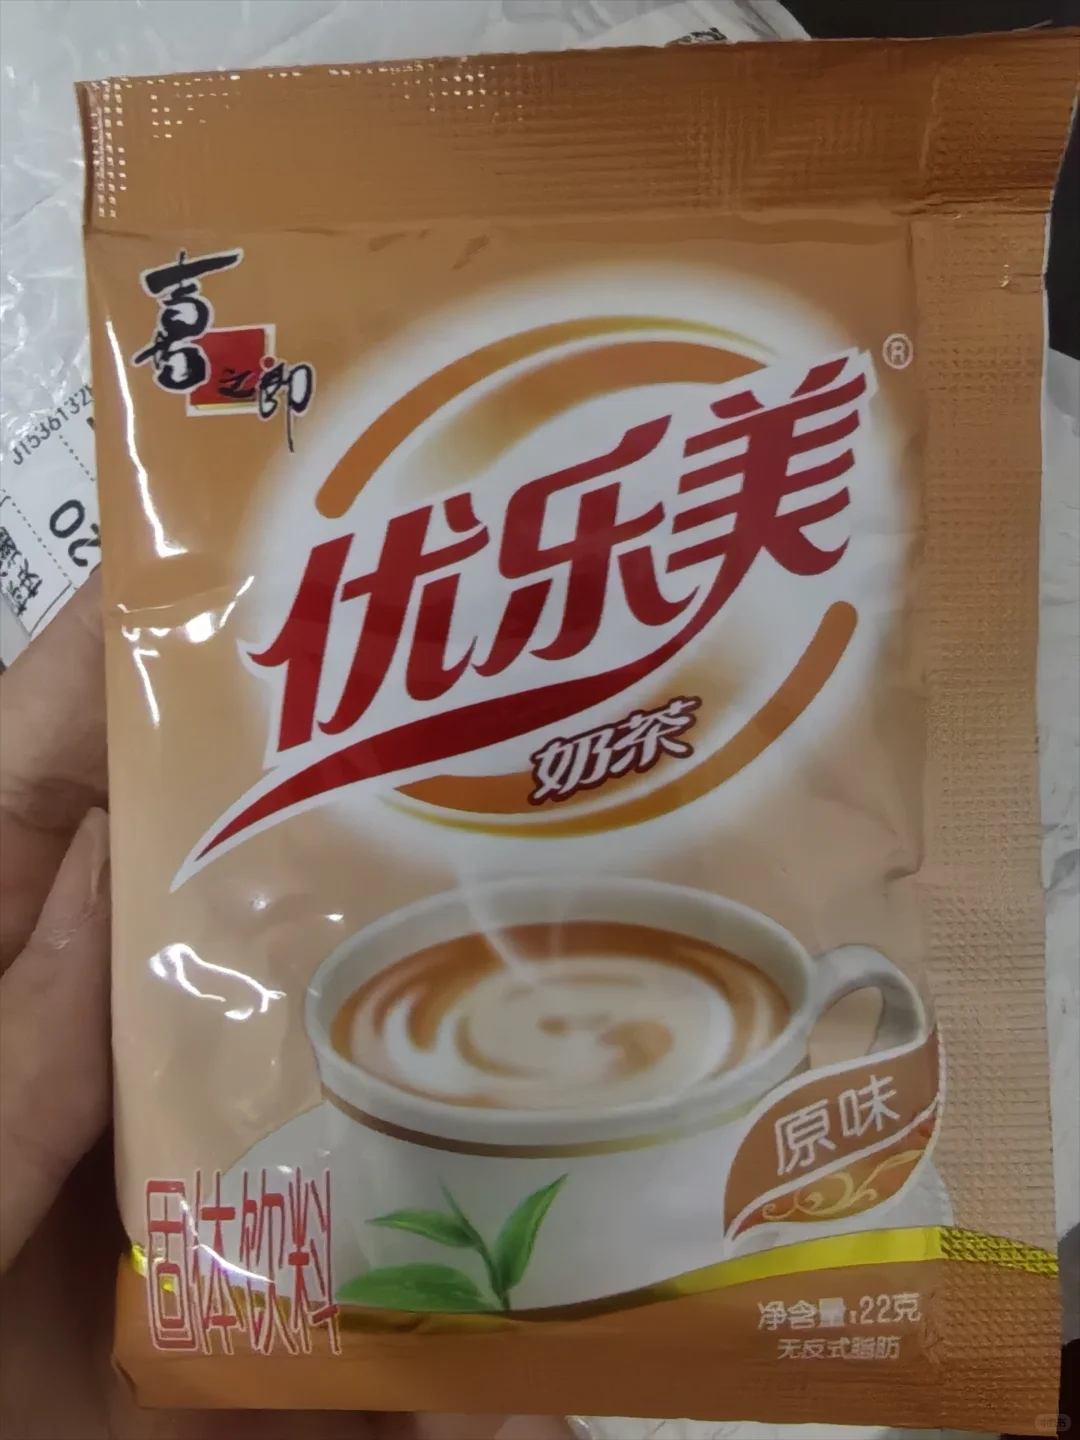 喜之郎
优乐美®
奶茶
原味
固体饮料
净含量:22克
无反式脂肪
J1536132